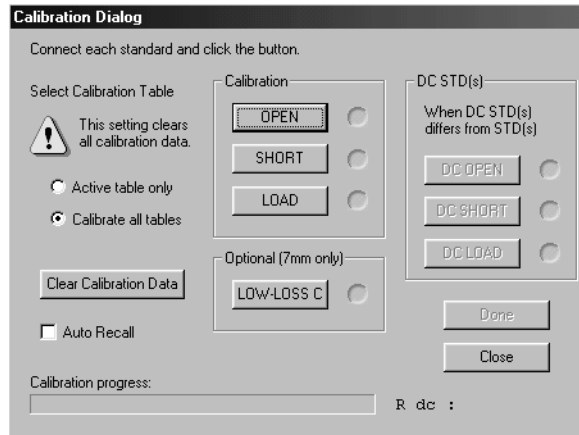 Calibration Dialog
Connect each standard and click the button.
Select Calibration Table
This setting clears
all calibration data.
Active table only
Calibrate all tables
Clear Calibration Data
Auto Recall
Calibration
OPEN
SHORT
LOAD
Optional (7mm only)
LOW-LOSS C
DC STD(s)
When DC STD(s)
differs from STD(s)
DC OPEN
DC SHORT
DC LOAD
Done
Close
Calibration progress:
R dc :